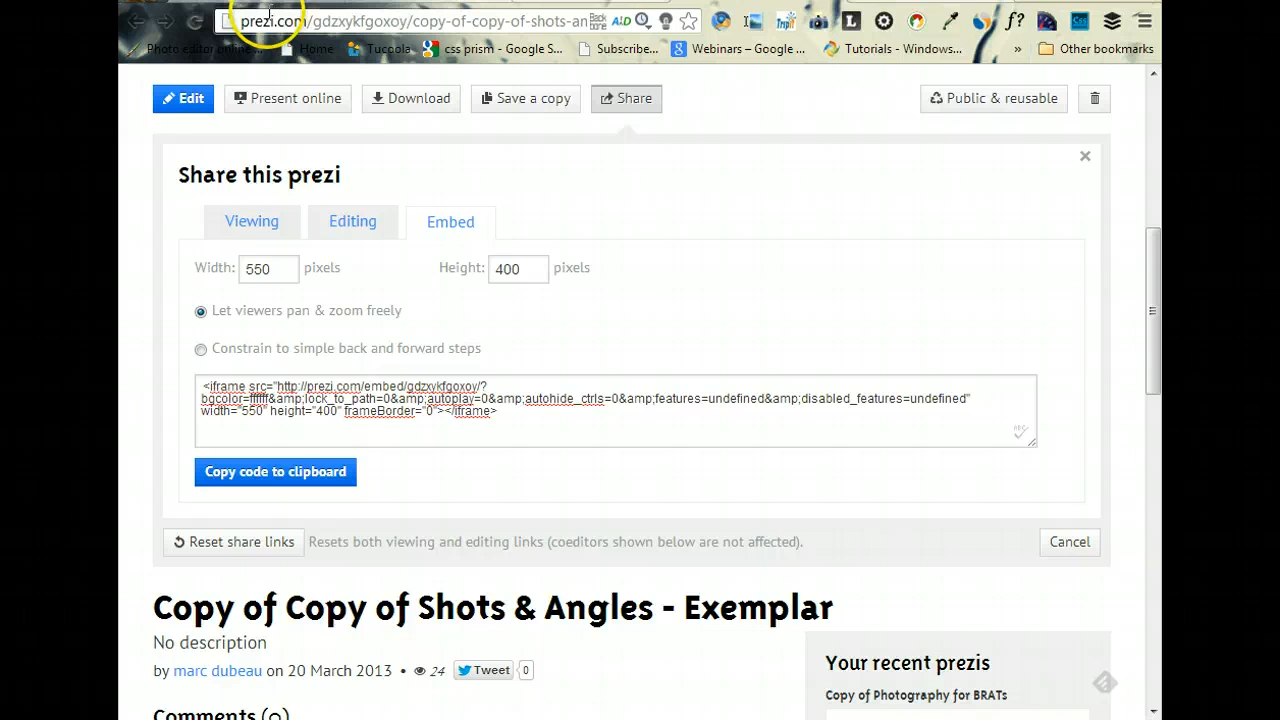 prezi.com/gdzxykfgoxoy/copy-of-copy-of-shots-an
Photo editor online... Home Tuccola css prism - Google S... Subscribe.. Webinars – Google ... Tutorials - Window... » Other bookmarks
Edit Present online Download Save a copy Share Public & reusable
Share this prezi
Viewing Editing Embed
Width: 550 pixels Height: 400 pixels
Let viewers pan & zoom freely
Constrain to simple back and forward steps
<iframe src="http://prezi.com/embed/gdzxykfgoxoy/?
bgcolor=ffffff&amp;lock_to_path=0&amp;autoplay=0&amp;autohide_ctrls=0&amp;features=undefined&amp;disabled_features=undefined"
width="550" height="400" frameBorder="0"></iframe>
Copy code to clipboard
Reset share links Resets both viewing and editing links (coeditors shown below are not affected). Cancel
Copy of Copy of Shots & Angles - Exemplar
No description
by marc dubeau on 20 March 2013 • 24 Tweet 0
Your recent prezis
Copy of Photography for BRATs
Comments (0)